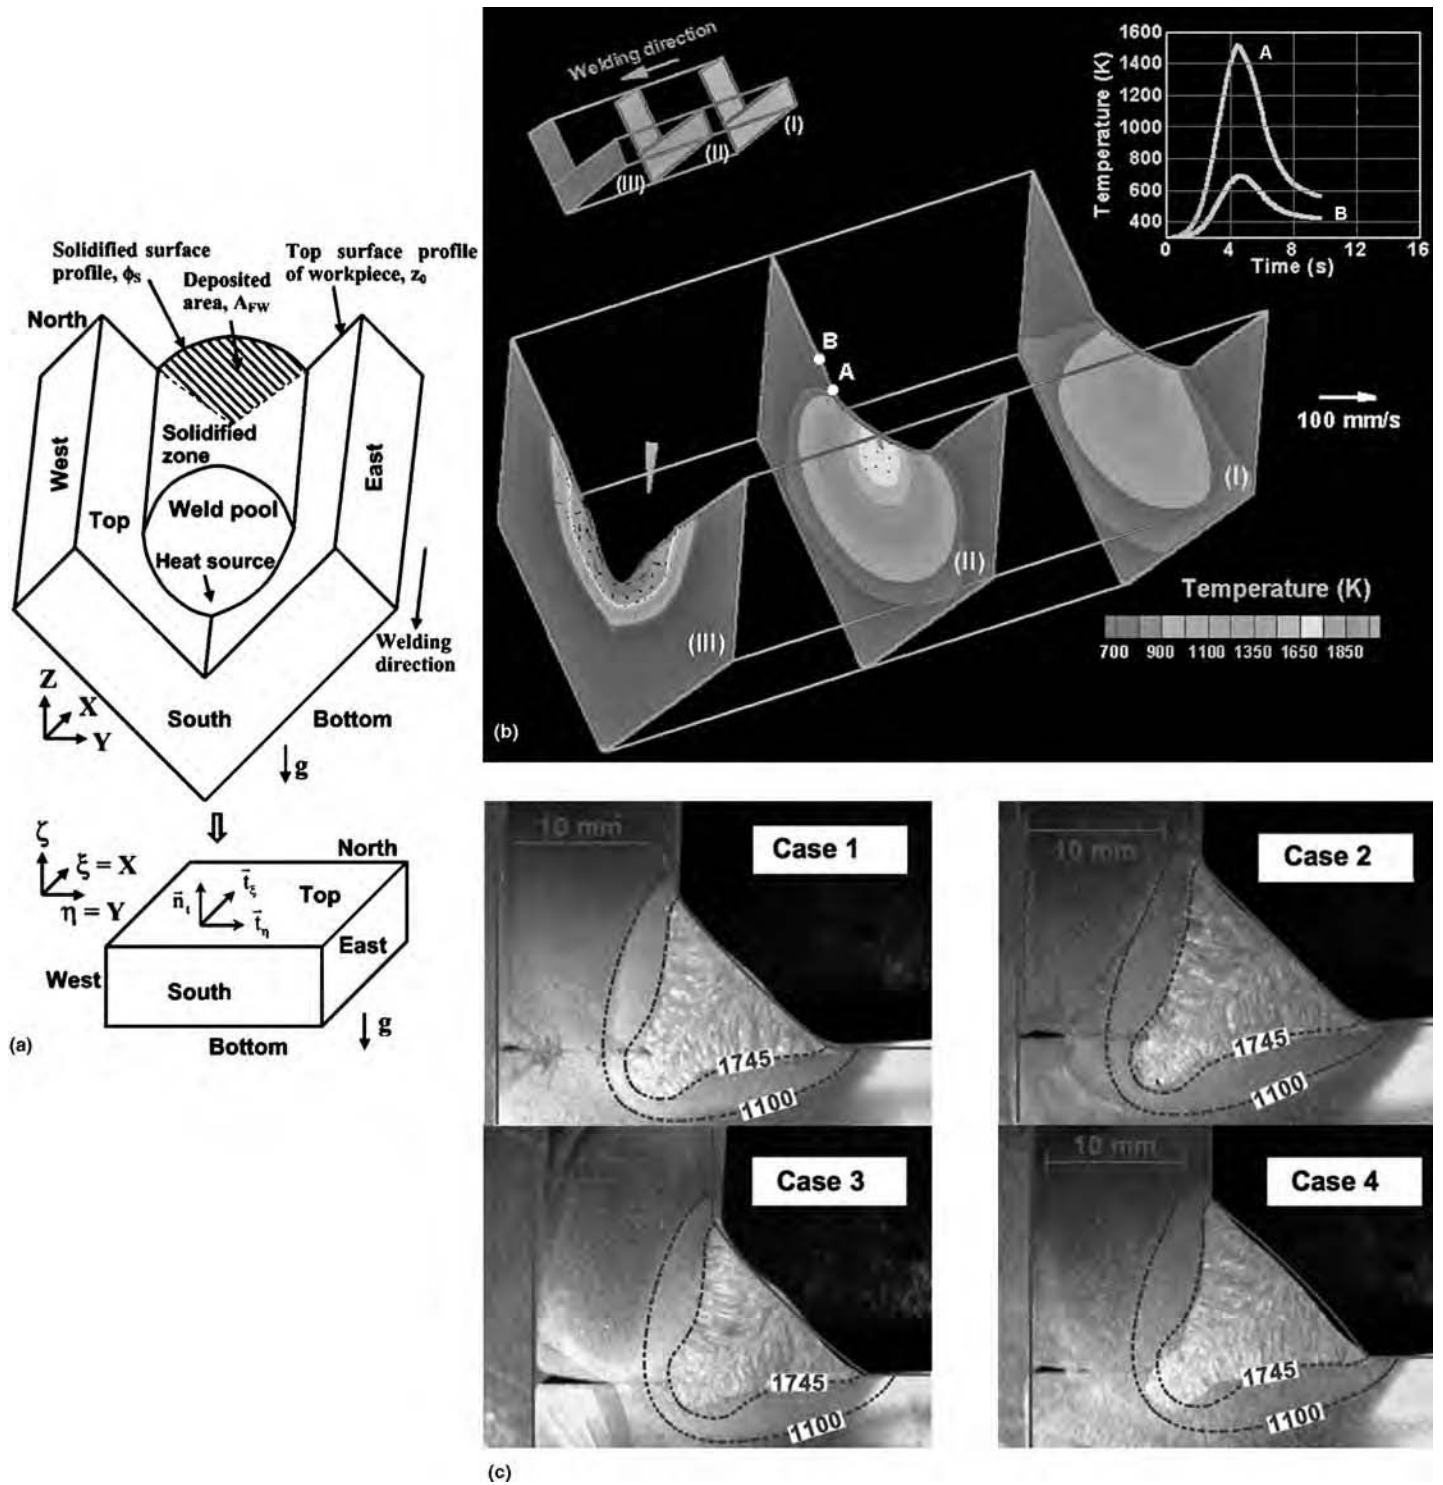 Solidified surface
profile, ϕS
Deposited
area, AFW
Top surface profile
of workpiece, z0
North
West
Solidified
zone
East
Top
Weld pool
Heat source
Welding
direction
Z
X
Y
South
Bottom
g
ζ
ξ = X
η = Y
n⃗t
t⃗ξ
t⃗η
North
Top
East
West
South
Bottom
g
(a)
Welding direction
(I)
(II)
(III)
Temperature (K)
1600
1400
1200
1000
800
600
400
0 4 8 12 16
Time (s)
A
B
B
A
100 mm/s
(I)
(II)
(III)
Temperature (K)
700 900 1100 1350 1650 1850
(b)
10 mm
Case 1
1745
1100
10 mm
Case 2
1745
1100
Case 3
1745
1100
10 mm
Case 4
1745
1100
(c)